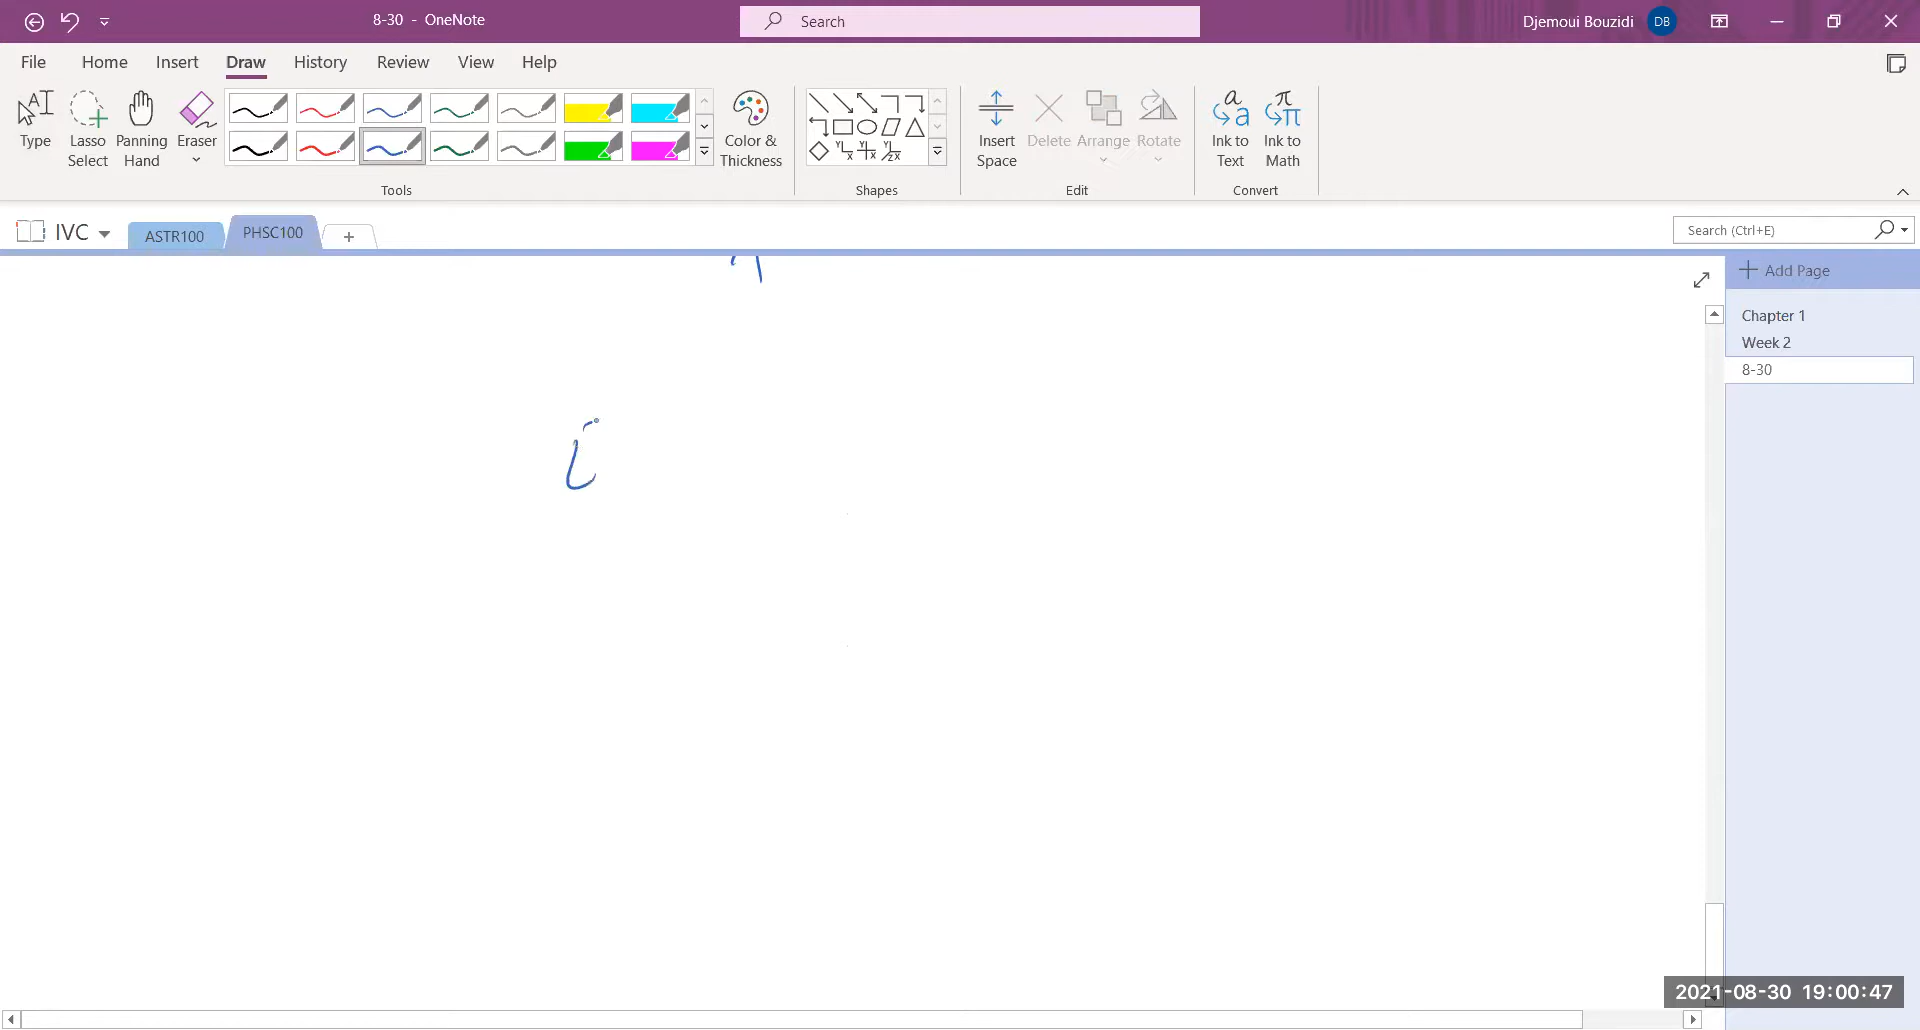 8-30 - OneNote
Search
Djemoui Bouzidi
DB
File Home Insert Draw History Review View Help
Type
Lasso Select
Panning Hand
Eraser
Color & Thickness
Insert Space
Delete
Arrange
Rotate
Ink to Text
Ink to Math
Tools
Shapes
Edit
Convert
IVC
ASTR100
PHSC100
Search (Ctrl+E)
Add Page
Chapter 1
Week 2
8-30
i
2021-08-30 19:00:47